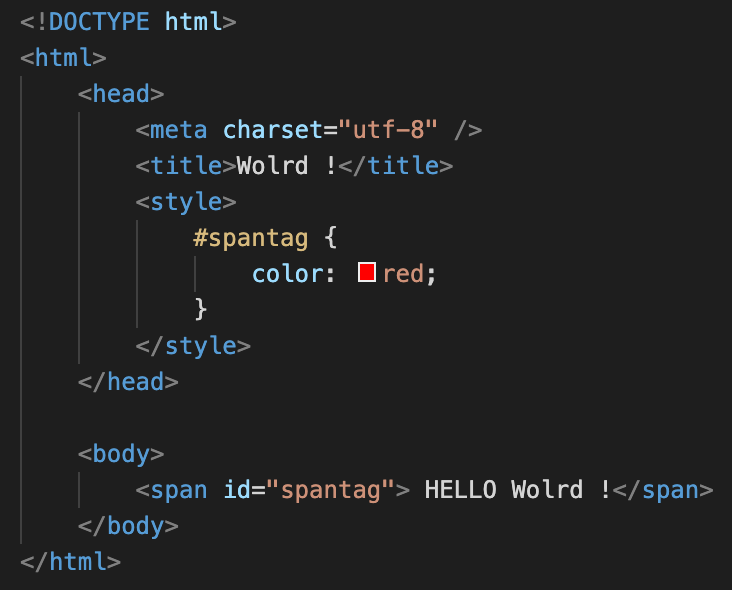 <!DOCTYPE html>
<html>
    <head>
        <meta charset="utf-8" />
        <title>Wolrd !</title>
        <style>
            #spantag {
                color: red;
            }
        </style>
    </head>

    <body>
        <span id="spantag"> HELLO Wolrd !</span>
    </body>
</html>